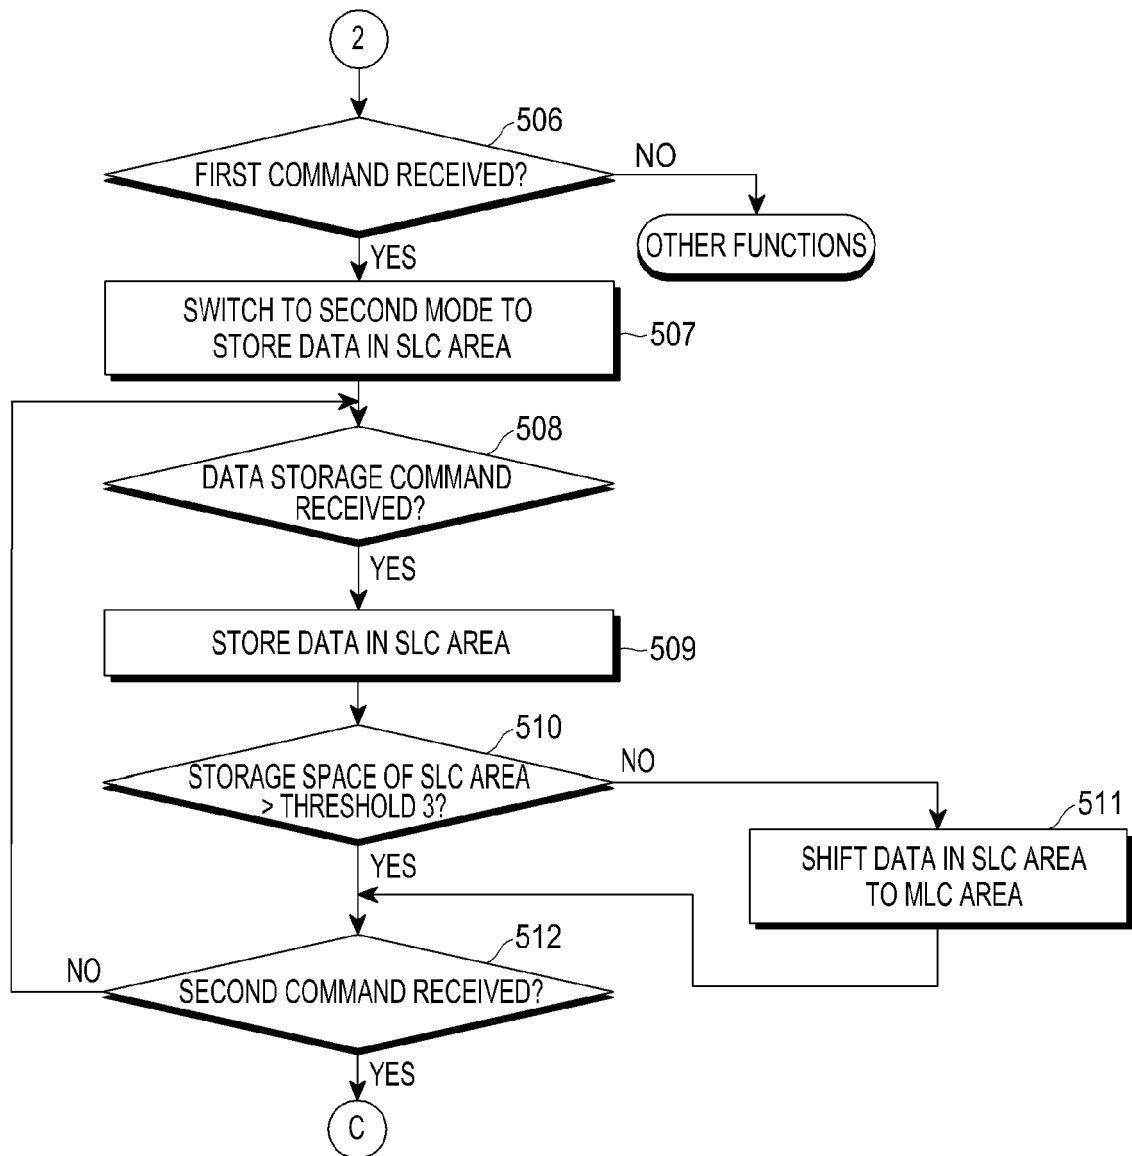 2
506
FIRST COMMAND RECEIVED?
NO
OTHER FUNCTIONS
YES
SWITCH TO SECOND MODE TO
STORE DATA IN SLC AREA
507
508
DATA STORAGE COMMAND
RECEIVED?
YES
STORE DATA IN SLC AREA
509
510
STORAGE SPACE OF SLC AREA
> THRESHOLD 3?
NO
511
SHIFT DATA IN SLC AREA
TO MLC AREA
YES
512
NO
SECOND COMMAND RECEIVED?
YES
C